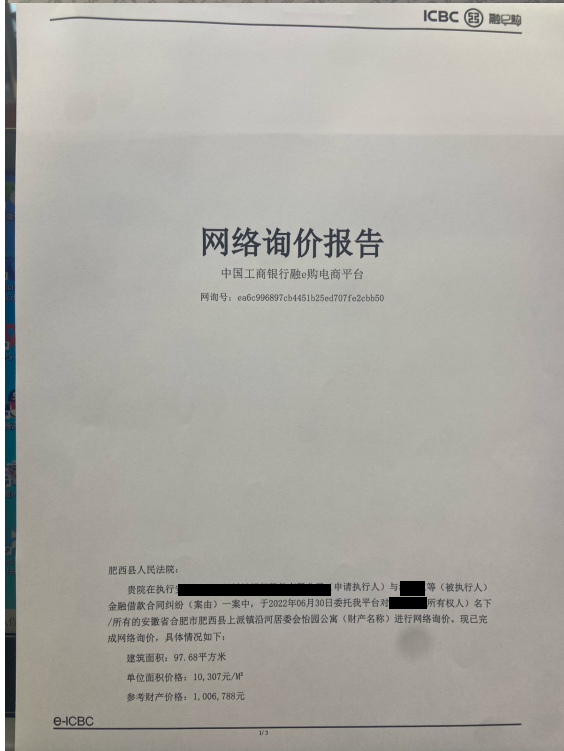 ICBC 融e购
网络询价报告
中国工商银行融e购电商平台
网询号：ea6c996897cb4451b25ed707fe2cbb50
肥西县人民法院：
贵院在执行（申请执行人）与等（被执行人）
金融借款合同纠纷（案由）一案中，于2022年06月30日委托我平台对所有权人）名下
/所有的安徽省合肥市肥西县上派镇沿河居委会怡园公寓（财产名称）进行网络询价。现已完
成网络询价，具体情况如下：
建筑面积：97.68平方米
单位面积价格：10,307元/M²
参考财产价格：1,006,788元
e-ICBC
1/3